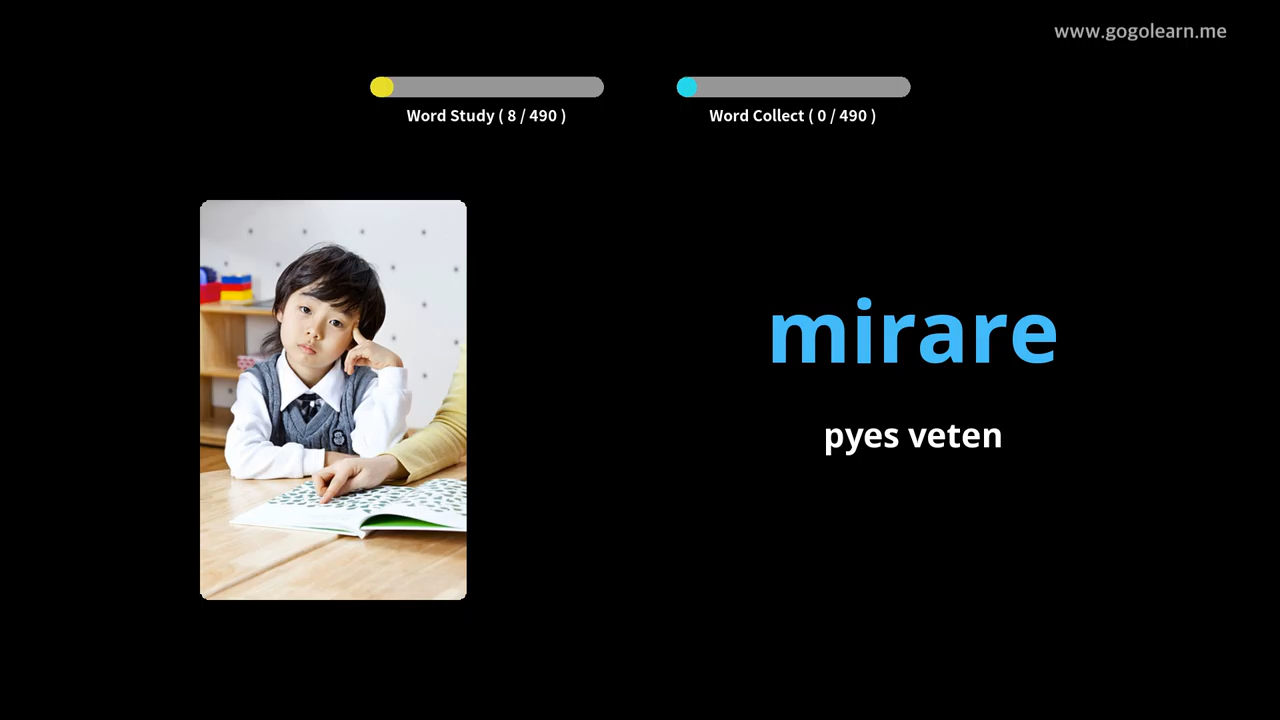 www.gogolearn.me
Word Study ( 8 / 490 )
Word Collect ( 0 / 490 )
mirare
pyes veten